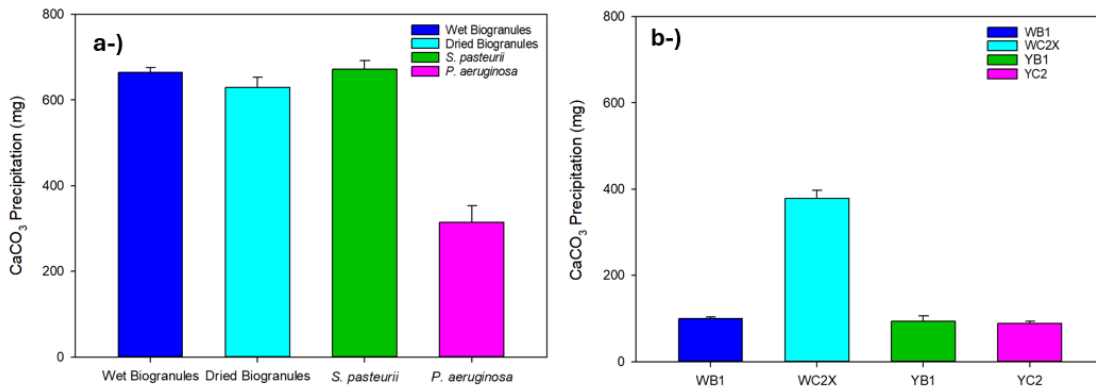 a-)
Wet Biogranules
Dried Biogranules
S. pasteurii
P. aeruginosa
CaCO3 Precipitation (mg)
800
600
400
200
0
Wet Biogranules Dried Biogranules S. pasteurii P. aeruginosa
b-)
WB1
WC2X
YB1
YC2
CaCO3 Precipitation (mg)
800
600
400
200
0
WB1 WC2X YB1 YC2